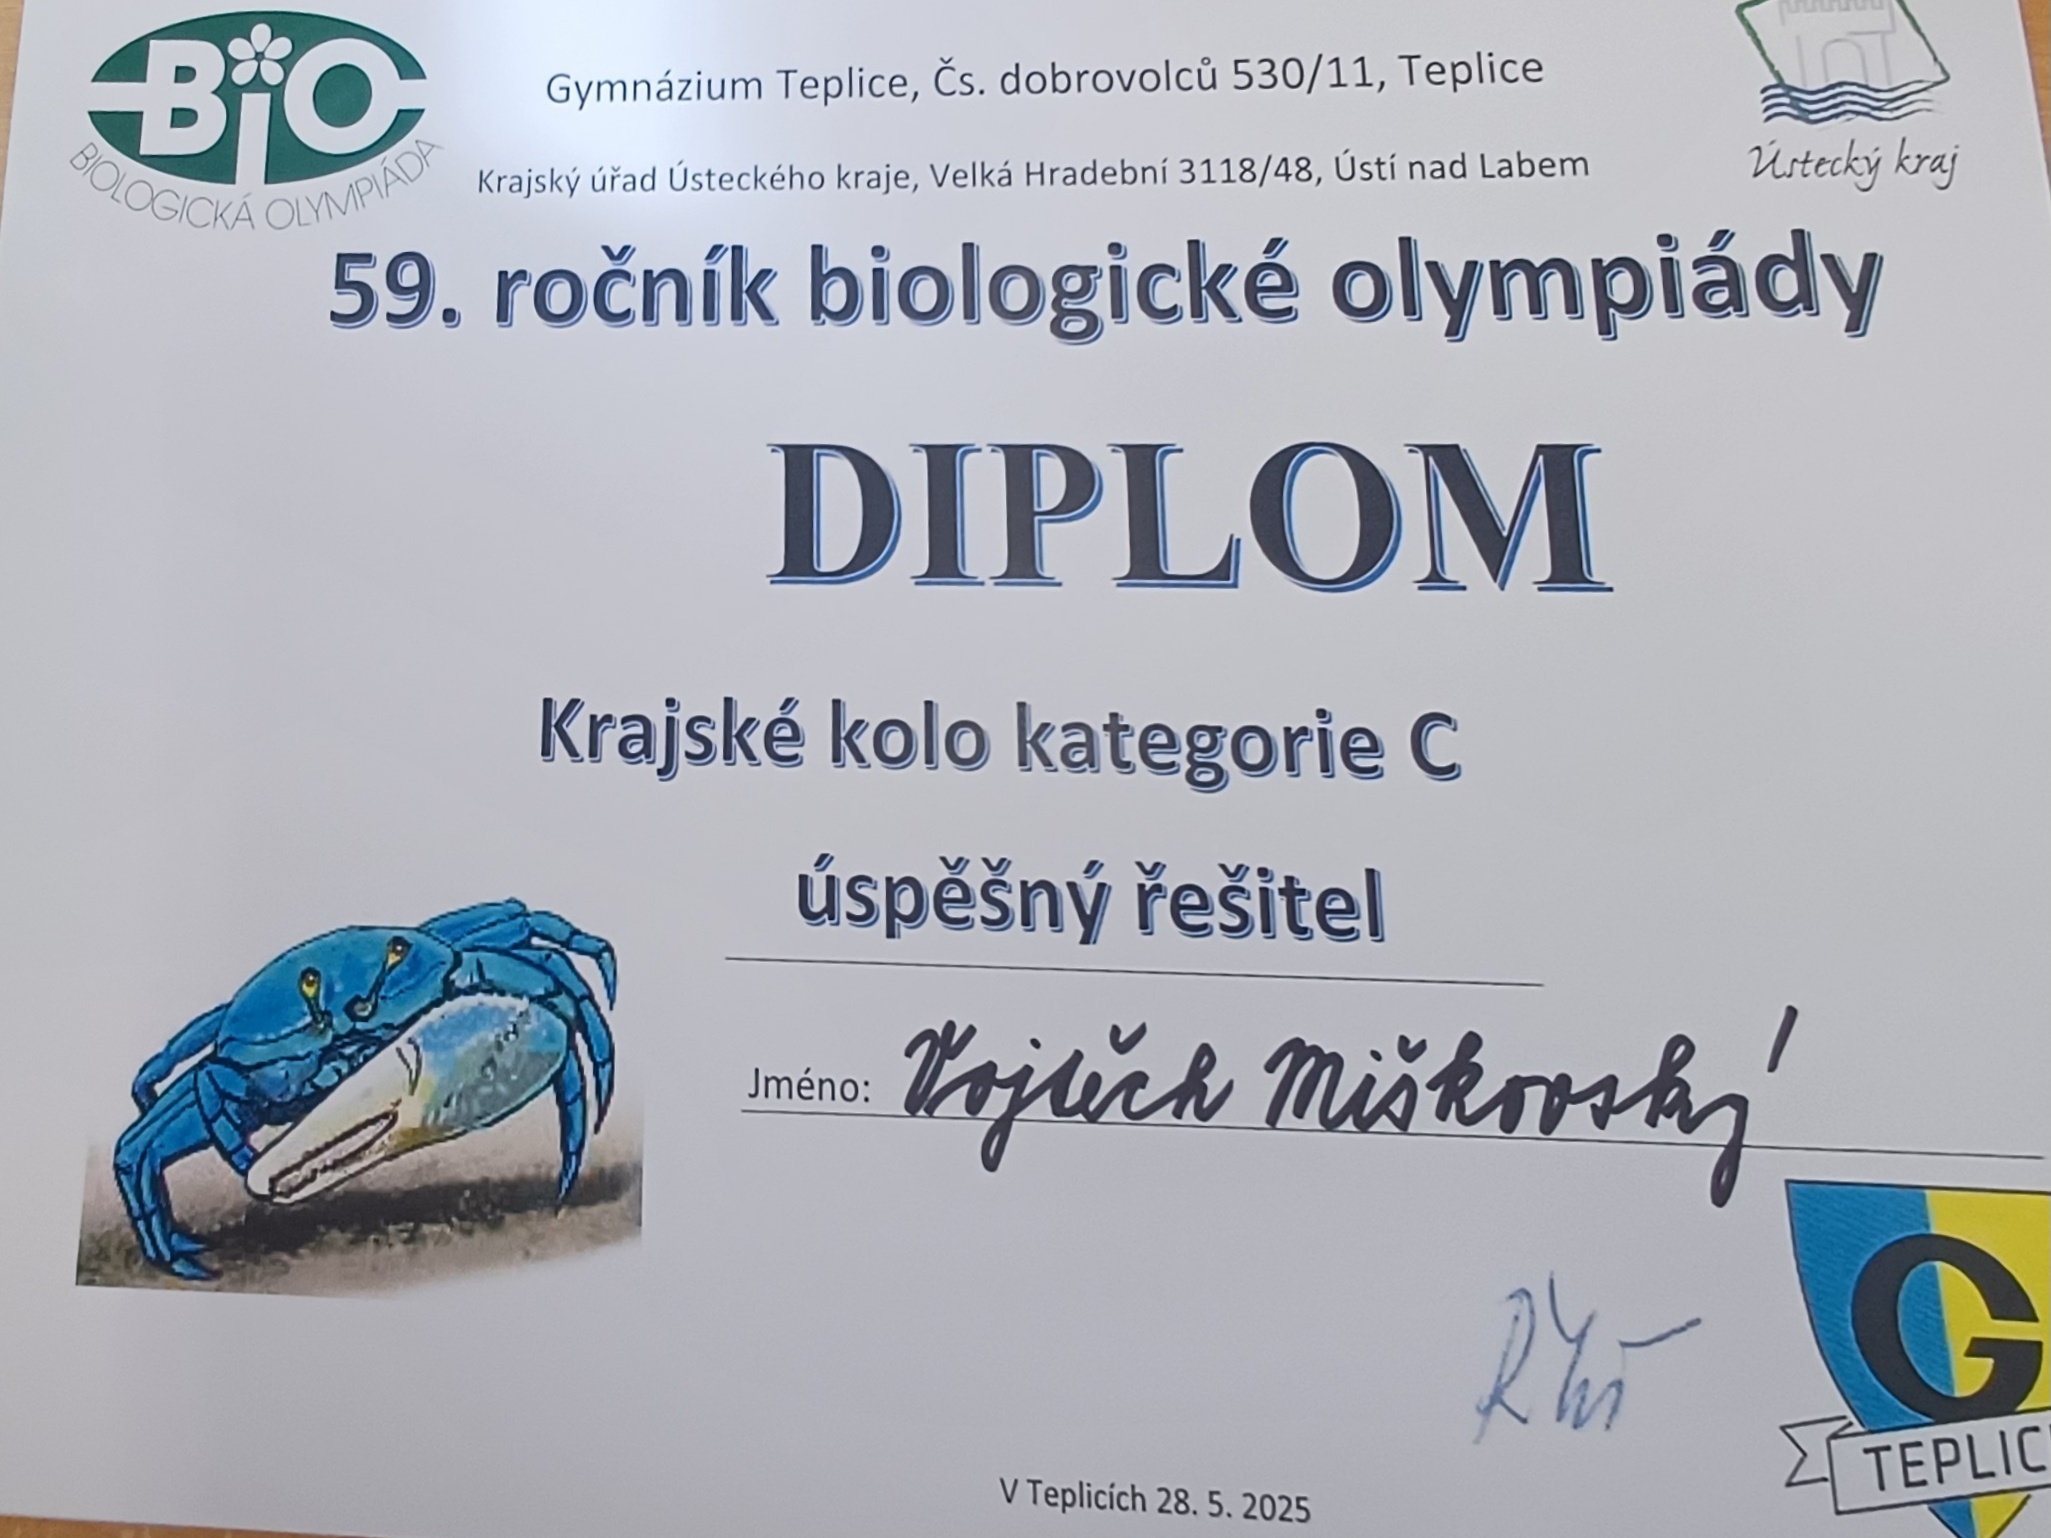 BiO
BIOLOGICKÁ OLYMPIÁDA
Gymnázium Teplice, Čs. dobrovolců 530/11, Teplice
Krajský úřad Ústeckého kraje, Velká Hradební 3118/48, Ústí nad Labem
Ústecký kraj
59. ročník biologické olympiády
DIPLOM
Krajské kolo kategorie C
úspěšný řešitel
Jméno: Vojtěch Miškovský
G
TEPLIC
V Teplicích 28. 5. 2025